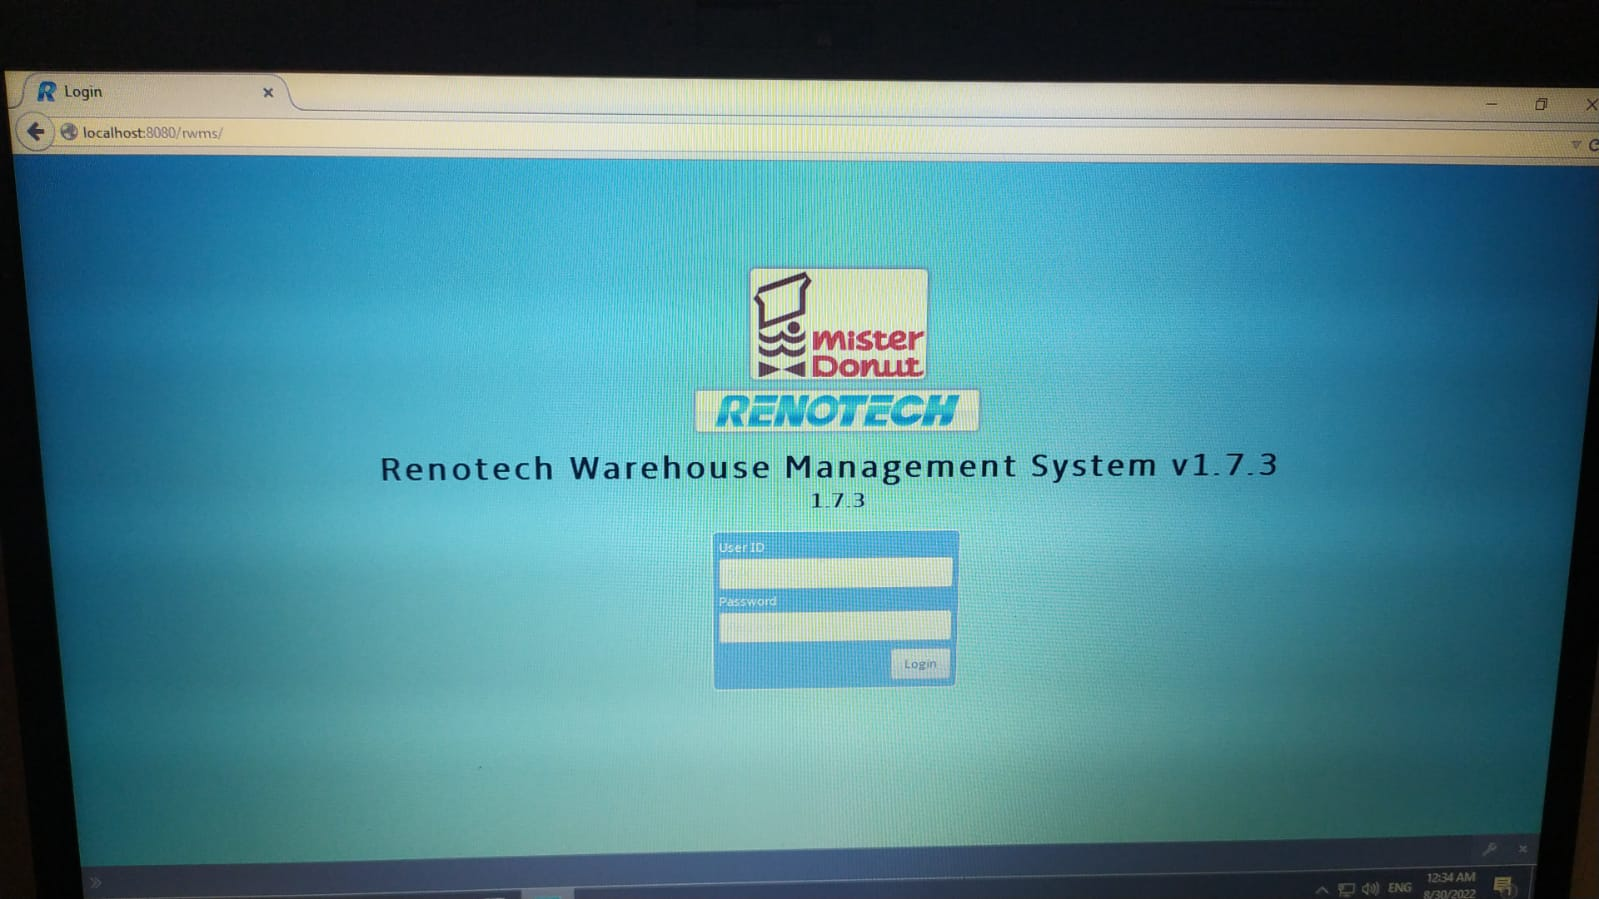 Login
localhost:8080/rwms/
mister
Donut
RENOTECH
Renotech Warehouse Management System v1.7.3
1.7.3
User ID
Password
Login
ENG
12:34 AM
8/30/2022